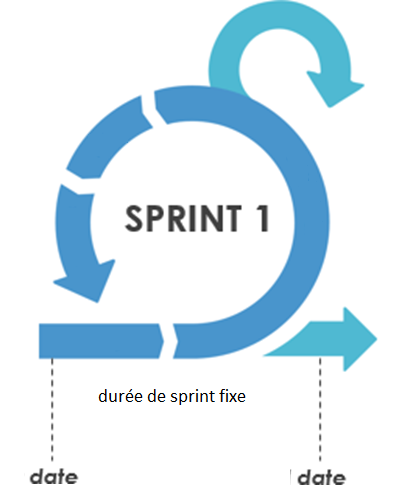 SPRINT 1
durée de sprint fixe
date
date